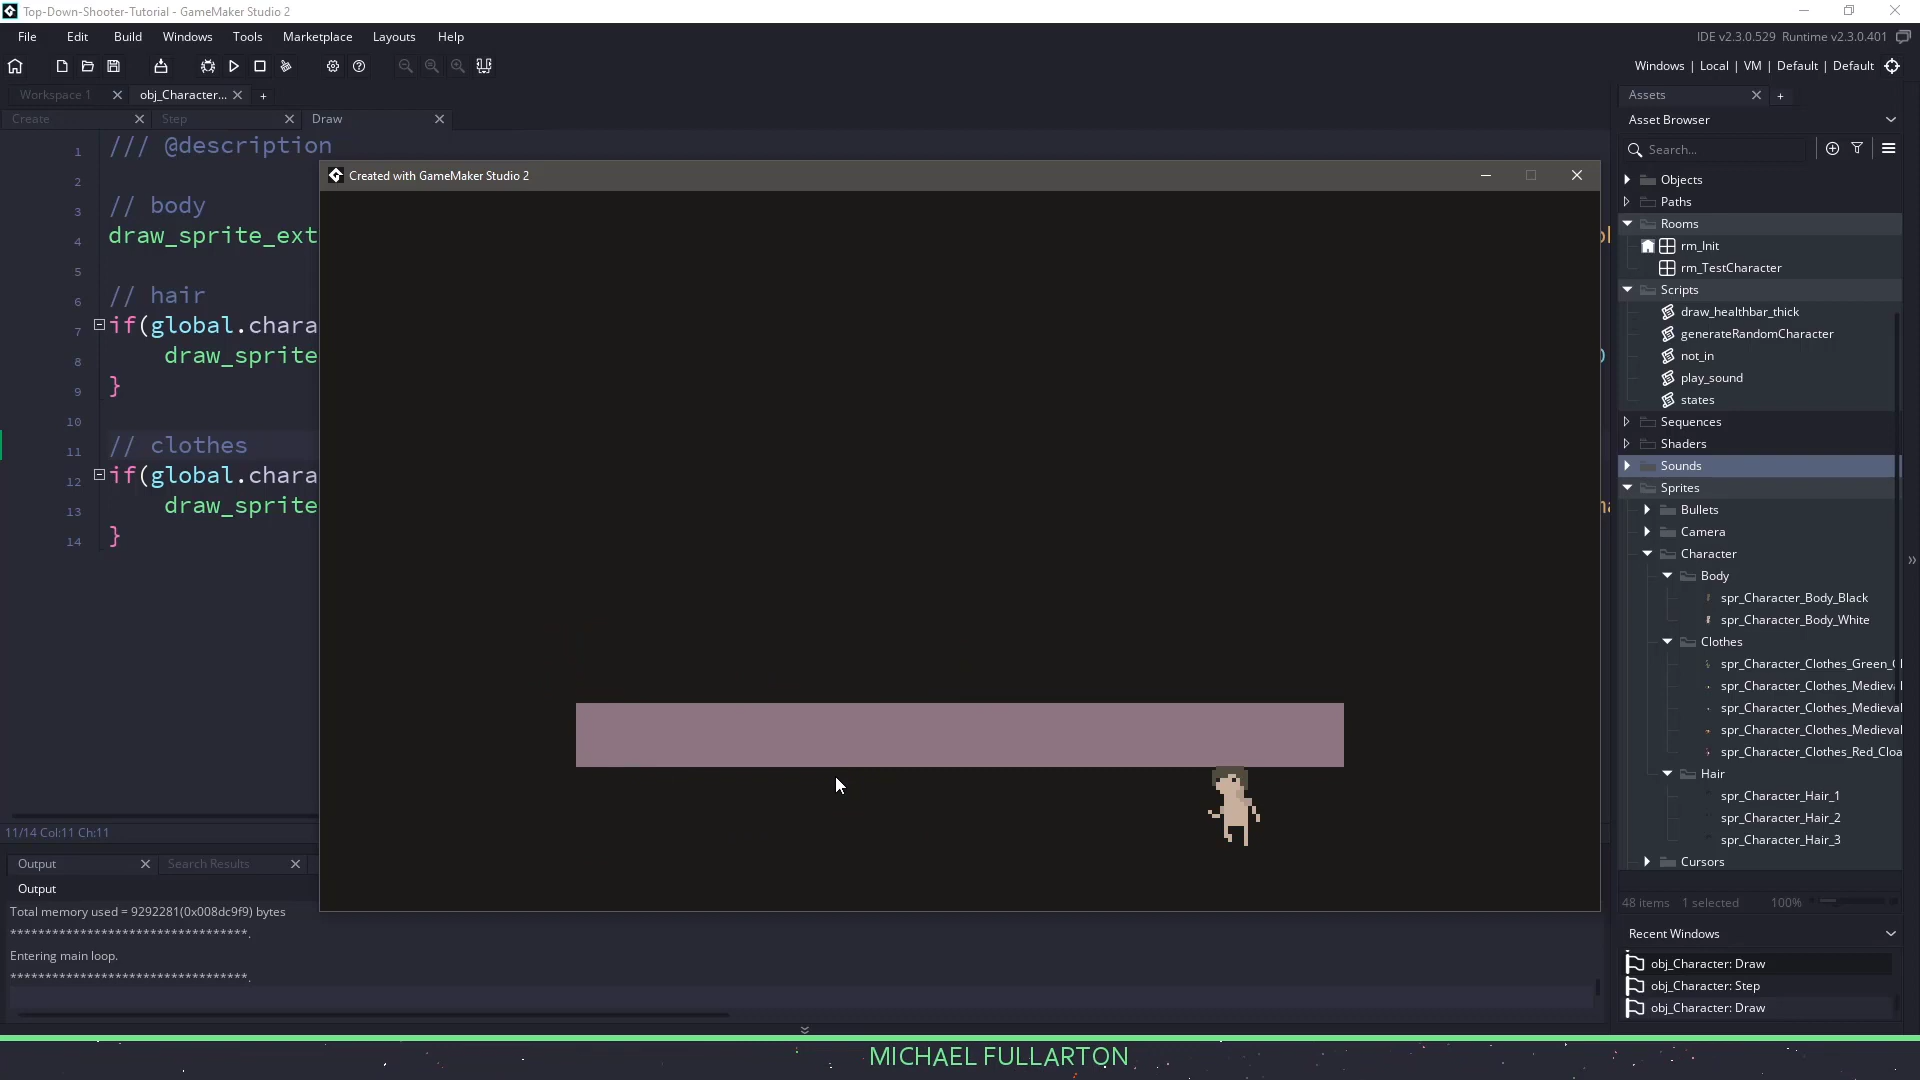 Top-Down-Shooter-Tutorial - GameMaker Studio 2
File Edit Build Windows Tools Marketplace Layouts Help
IDE v2.3.0.529 Runtime v2.3.0.401
Windows | Local | VM | Default | Default
Workspace 1 obj_Character... +
Create Step Draw
1 /// @description
2
3 // body
4 draw_sprite_ext
5
6 // hair
7 if(global.chara
8 draw_sprite
9 }
10
11 // clothes
12 if(global.chara
13 draw_sprite
14 }
Created with GameMaker Studio 2
11/14 Col:11 Ch:11
Output Search Results
Output
Total memory used = 9292281(0x008dc9f9) bytes
**********************************.
Entering main loop.
**********************************.
Assets +
Asset Browser
Search...
Objects
Paths
Rooms
rm_Init
rm_TestCharacter
Scripts
draw_healthbar_thick
generateRandomCharacter
not_in
play_sound
states
Sequences
Shaders
Sounds
Sprites
Bullets
Camera
Character
Body
spr_Character_Body_Black
spr_Character_Body_White
Clothes
spr_Character_Clothes_Green_
spr_Character_Clothes_Medieval
spr_Character_Clothes_Medieval
spr_Character_Clothes_Medieval
spr_Character_Clothes_Red_Cloa
Hair
spr_Character_Hair_1
spr_Character_Hair_2
spr_Character_Hair_3
Cursors
48 items 1 selected 100%
Recent Windows
obj_Character: Draw
obj_Character: Step
obj_Character: Draw
MICHAEL FULLARTON